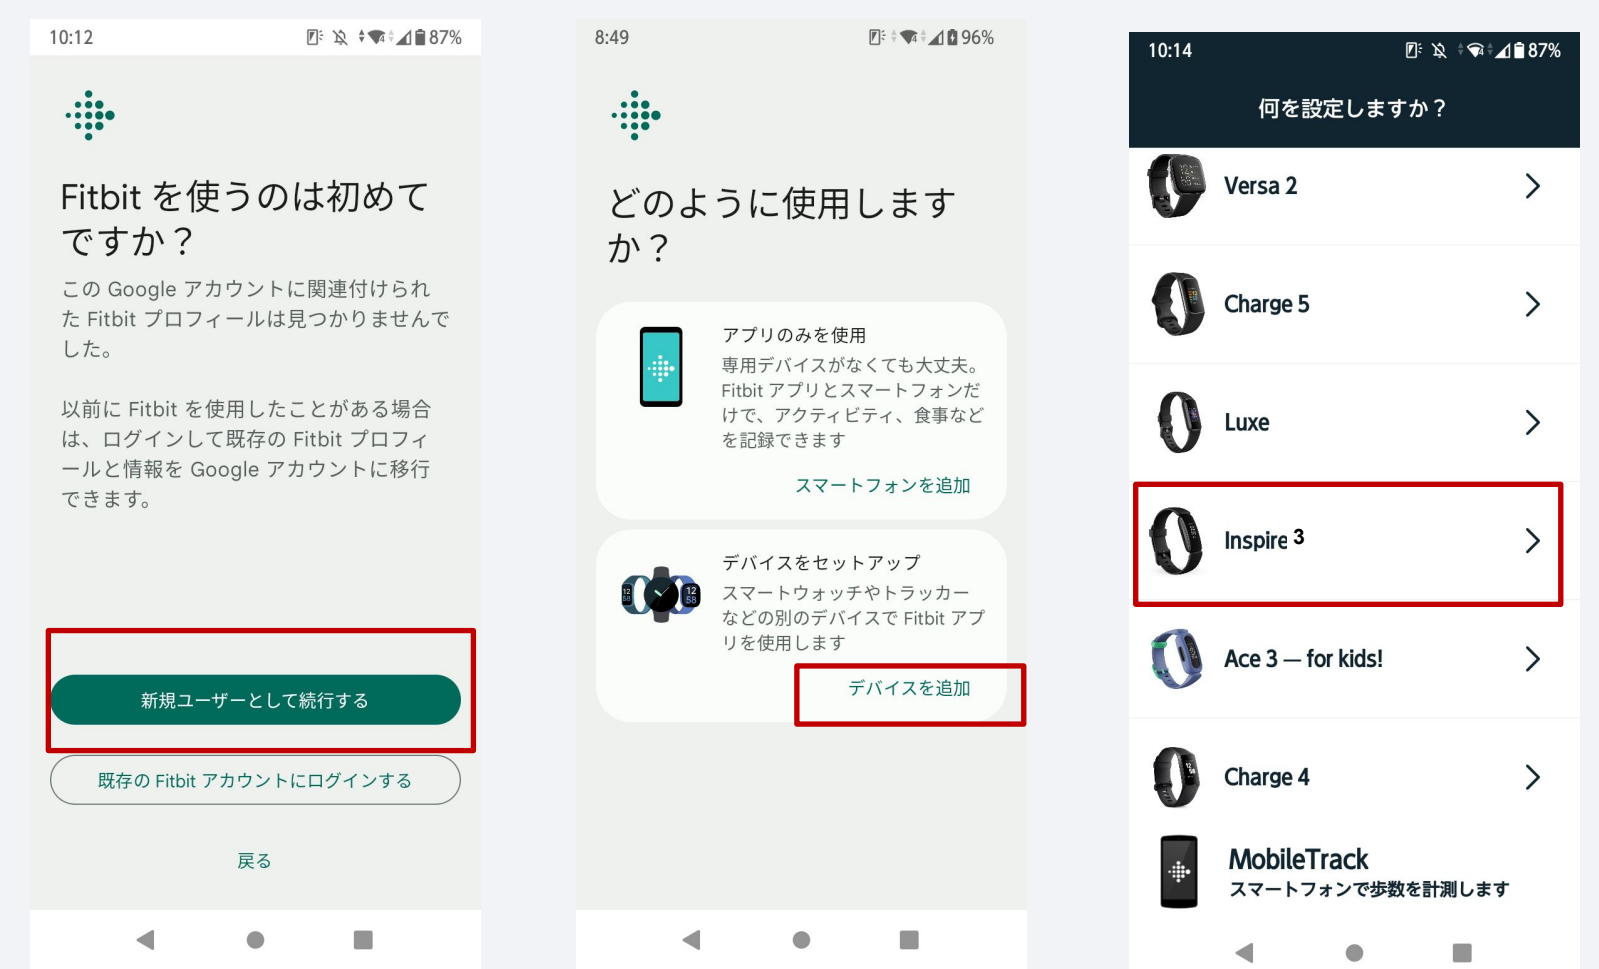 10:12
87%
Fitbit を使うのは初めて
ですか？
この Google アカウントに関連付けられ
た Fitbit プロフィールは見つかりませんで
した。
以前に Fitbit を使用したことがある場合
は、ログインして既存の Fitbit プロフィ
ールと情報を Google アカウントに移行
できます。
新規ユーザーとして続行する
既存の Fitbit アカウントにログインする
戻る
8:49
96%
どのように使用します
か？
アプリのみを使用
専用デバイスがなくても大丈夫。
Fitbit アプリとスマートフォンだ
けで、アクティビティ、食事など
を記録できます
スマートフォンを追加
デバイスをセットアップ
スマートウォッチやトラッカー
などの別のデバイスで Fitbit アプ
リを使用します
デバイスを追加
10:14
87%
何を設定しますか？
Versa 2
Charge 5
Luxe
Inspire 3
Ace 3 — for kids!
Charge 4
MobileTrack
スマートフォンで歩数を計測します